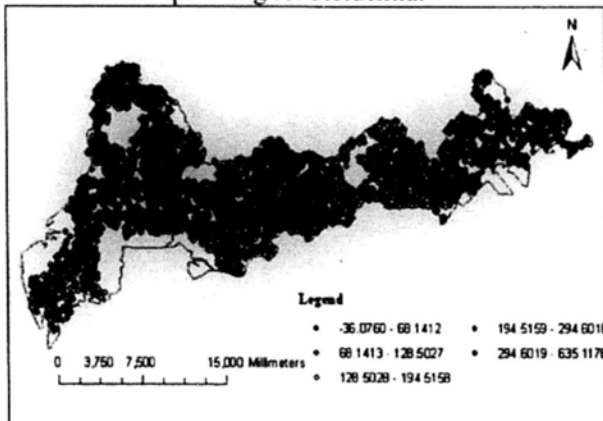 N
Legend
-36.0760 - 68.1412
194.5159 - 294.6018
68.1413 - 128.5027
294.6019 - 635.1178
128.5028 - 194.5158
0 3,750 7,500 15,000 Millimeters